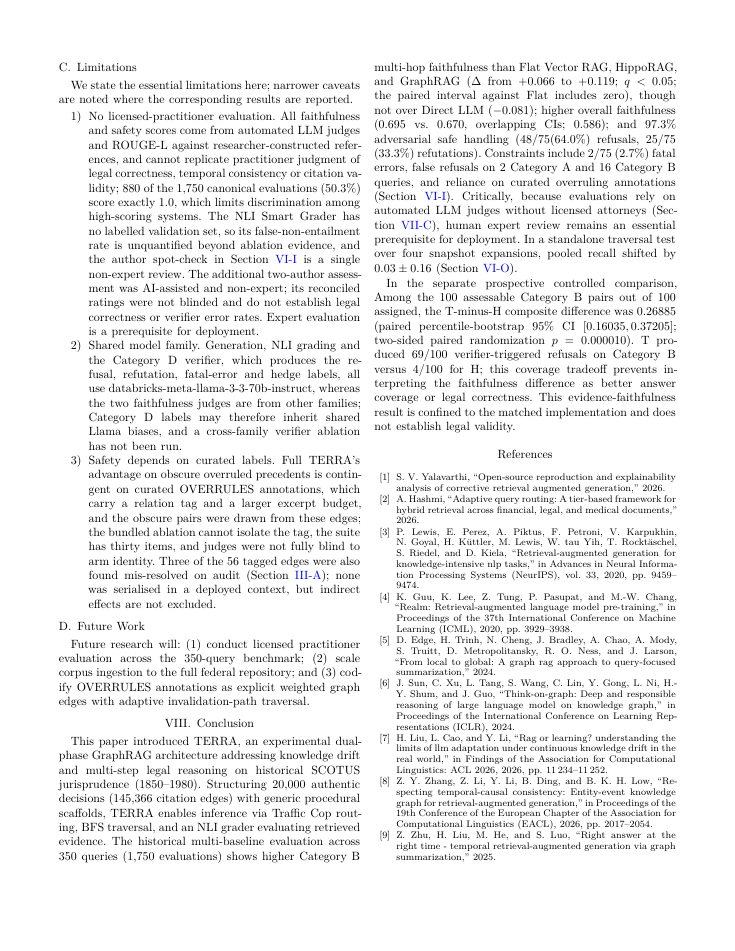 C. Limitations
We state the essential limitations here; narrower caveats
are noted where the corresponding results are reported.
1) No licensed-practitioner evaluation. All faithfulness
and safety scores come from automated LLM judges
and ROUGE-L against researcher-constructed refer-
ences, and cannot replicate practitioner judgment of
legal correctness, temporal consistency or citation va-
lidity; 880 of the 1,750 canonical evaluations (50.3%)
score exactly 1.0, which limits discrimination among
high-scoring systems. The NLI Smart Grader has
no labelled validation set, so its false-non-entailment
rate is unquantified beyond ablation evidence, and
the author spot-check in Section VI-I is a single
non-expert review. The additional two-author assess-
ment was AI-assisted and non-expert; its reconciled
ratings were not blinded and do not establish legal
correctness or verifier error rates. Expert evaluation
is a prerequisite for deployment.
2) Shared model family. Generation, NLI grading and
the Category D verifier, which produces the re-
fusal, refutation, fatal-error and hedge labels, all
use databricks-meta-llama-3-3-70b-instruct, whereas
the two faithfulness judges are from other families;
Category D labels may therefore inherit shared
Llama biases, and a cross-family verifier ablation
has not been run.
3) Safety depends on curated labels. Full TERRA's
advantage on obscure overruled precedents is contin-
gent on curated OVERRULES annotations, which
carry a relation tag and a larger excerpt budget,
and the obscure pairs were drawn from these edges;
the bundled ablation cannot isolate the tag, the suite
has thirty items, and judges were not fully blind to
arm identity. Three of the 56 tagged edges were also
found mis-resolved on audit (Section III-A); none
was serialised in a deployed context, but indirect
effects are not excluded.
D. Future Work
Future research will: (1) conduct licensed practitioner
evaluation across the 350-query benchmark; (2) scale
corpus ingestion to the full federal repository; and (3) cod-
ify OVERRULES annotations as explicit weighted graph
edges with adaptive invalidation-path traversal.
VIII. Conclusion
This paper introduced TERRA, an experimental dual-
phase GraphRAG architecture addressing knowledge drift
and multi-step legal reasoning on historical SCOTUS
jurisprudence (1850–1980). Structuring 20,000 authentic
decisions (145,366 citation edges) with generic procedural
scaffolds, TERRA enables inference via Traffic Cop rout-
ing, BFS traversal, and an NLI grader evaluating retrieved
evidence. The historical multi-baseline evaluation across
350 queries (1,750 evaluations) shows higher Category B
multi-hop faithfulness than Flat Vector RAG, HippoRAG,
and GraphRAG (Δ from +0.066 to +0.119; q < 0.05;
the paired interval against Flat includes zero), though
not over Direct LLM (−0.081); higher overall faithfulness
(0.695 vs. 0.670, overlapping CIs; 0.586); and 97.3%
adversarial safe handling (48/75(64.0%) refusals, 25/75
(33.3%) refutations). Constraints include 2/75 (2.7%) fatal
errors, false refusals on 2 Category A and 16 Category B
queries, and reliance on curated overruling annotations
(Section VI-I). Critically, because evaluations rely on
automated LLM judges without licensed attorneys (Sec-
tion VII-C), human expert review remains an essential
prerequisite for deployment. In a standalone traversal test
over four snapshot expansions, pooled recall shifted by
0.03 ± 0.16 (Section VI-O).
In the separate prospective controlled comparison,
Among the 100 assessable Category B pairs out of 100
assigned, the T-minus-H composite difference was 0.26885
(paired percentile-bootstrap 95% CI [0.16035, 0.37205];
two-sided paired randomization p = 0.000010). T pro-
duced 69/100 verifier-triggered refusals on Category B
versus 4/100 for H; this coverage tradeoff prevents in-
terpreting the faithfulness difference as better answer
coverage or legal correctness. This evidence-faithfulness
result is confined to the matched implementation and does
not establish legal validity.
References
[1] S. V. Yalavarthi, “Open-source reproduction and explainability
analysis of corrective retrieval augmented generation,” 2026.
[2] A. Hashmi, “Adaptive query routing: A tier-based framework for
hybrid retrieval across financial, legal, and medical documents,”
2026.
[3] P. Lewis, E. Perez, A. Piktus, F. Petroni, V. Karpukhin,
N. Goyal, H. Küttler, M. Lewis, W. tau Yih, T. Rocktäschel,
S. Riedel, and D. Kiela, “Retrieval-augmented generation for
knowledge-intensive nlp tasks,” in Advances in Neural Informa-
tion Processing Systems (NeurIPS), vol. 33, 2020, pp. 9459–
9474.
[4] K. Guu, K. Lee, Z. Tung, P. Pasupat, and M.-W. Chang,
“Realm: Retrieval-augmented language model pre-training,” in
Proceedings of the 37th International Conference on Machine
Learning (ICML), 2020, pp. 3929–3938.
[5] D. Edge, H. Trinh, N. Cheng, J. Bradley, A. Chao, A. Mody,
S. Truitt, D. Metropolitansky, R. O. Ness, and J. Larson,
“From local to global: A graph rag approach to query-focused
summarization,” 2024.
[6] J. Sun, C. Xu, L. Tang, S. Wang, C. Lin, Y. Gong, L. Ni, H.-
Y. Shum, and J. Guo, “Think-on-graph: Deep and responsible
reasoning of large language model on knowledge graph,” in
Proceedings of the International Conference on Learning Rep-
resentations (ICLR), 2024.
[7] H. Liu, L. Cao, and Y. Li, “Rag or learning? understanding the
limits of llm adaptation under continuous knowledge drift in the
real world,” in Findings of the Association for Computational
Linguistics: ACL 2026, 2026, pp. 11 234–11 252.
[8] Z. Y. Zhang, Z. Li, Y. Li, B. Ding, and B. K. H. Low, “Re-
specting temporal-causal consistency: Entity-event knowledge
graph for retrieval-augmented generation,” in Proceedings of the
19th Conference of the European Chapter of the Association for
Computational Linguistics (EACL), 2026, pp. 2017–2054.
[9] Z. Zhu, H. Liu, M. He, and S. Luo, “Right answer at the
right time - temporal retrieval-augmented generation via graph
summarization,” 2025.